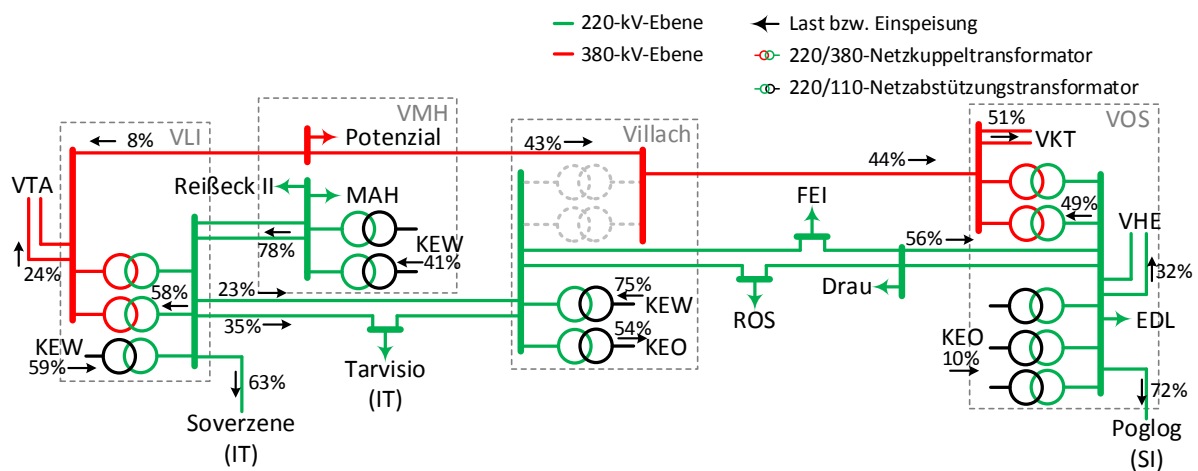 220-kV-Ebene
Last bzw. Einspeisung
380-kV-Ebene
220/380-Netzkuppeltransformator
220/110-Netzabstützungstransformator
VLI
VMH
Villach
VOS
8%
Potenzial
43%
44%
51%
VKT
VTA
Reißeck II
MAH
FEI
49%
VHE
24%
78%
KEW
41%
56%
32%
58%
23%
75%
KEW
Drau
ROS
EDL
KEW
59%
35%
54%
KEO
KEO
10%
Tarvisio
(IT)
63%
72%
Soverzene
(IT)
Poglog
(SI)